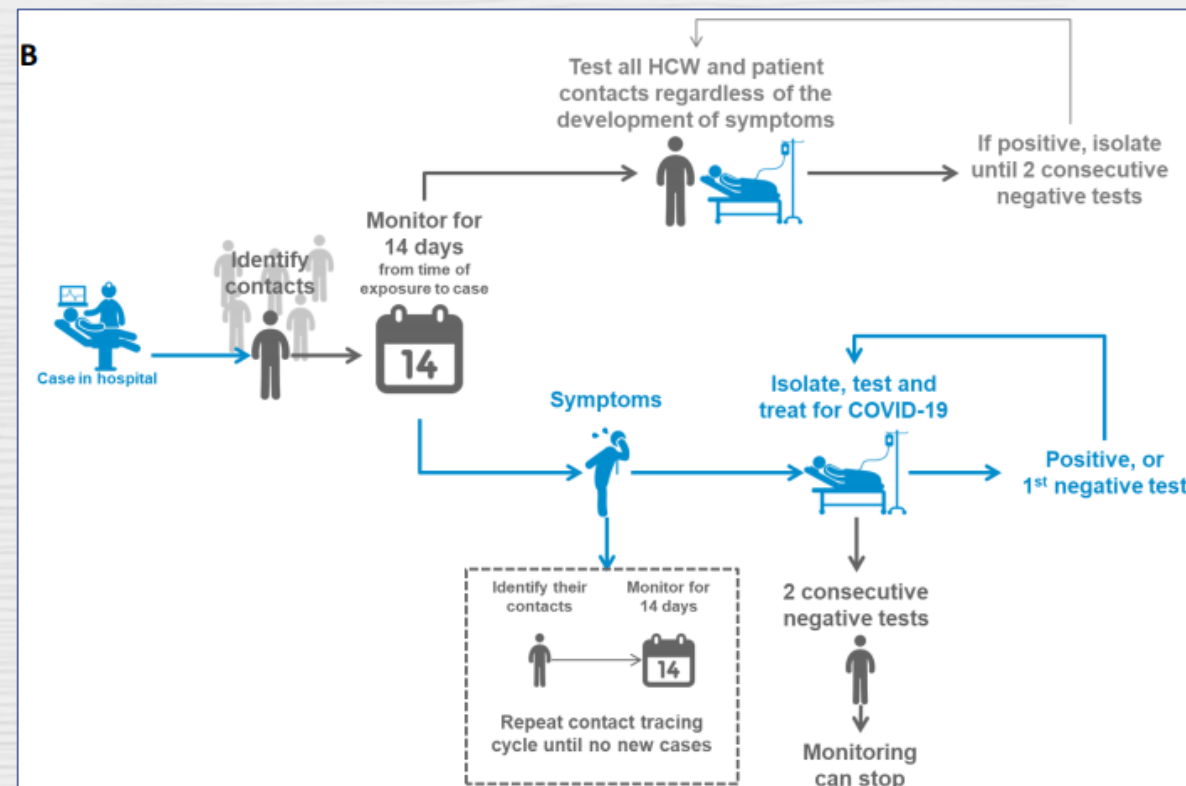 B
Test all HCW and patient
contacts regardless of the
development of symptoms
If positive, isolate
until 2 consecutive
negative tests
Monitor for
14 days
from time of
exposure to case
14
Identify
contacts
Case in hospital
Symptoms
Isolate, test and
treat for COVID-19
Positive, or
1st negative test
Identify their
contacts
Monitor for
14 days
14
Repeat contact tracing
cycle until no new cases
2 consecutive
negative tests
Monitoring
can stop